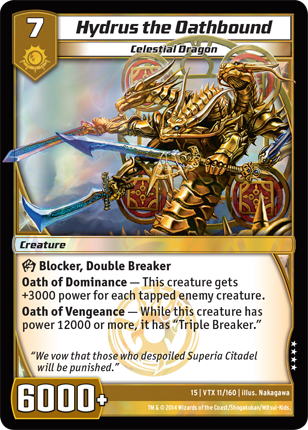 7
Hydrus the Oathbound
Celestial Dragon
Creature
Blocker, Double Breaker
Oath of Dominance — This creature gets
+3000 power for each tapped enemy creature.
Oath of Vengeance — While this creature has
power 12000 or more, it has “Triple Breaker.”
“We vow that those who despoiled Superia Citadel
will be punished.”
6000+
15 | VTX 11/160 | illus. Nakagawa
TM & © 2014 Wizards of the Coast/Shogakukan/Mitsui-Kids.